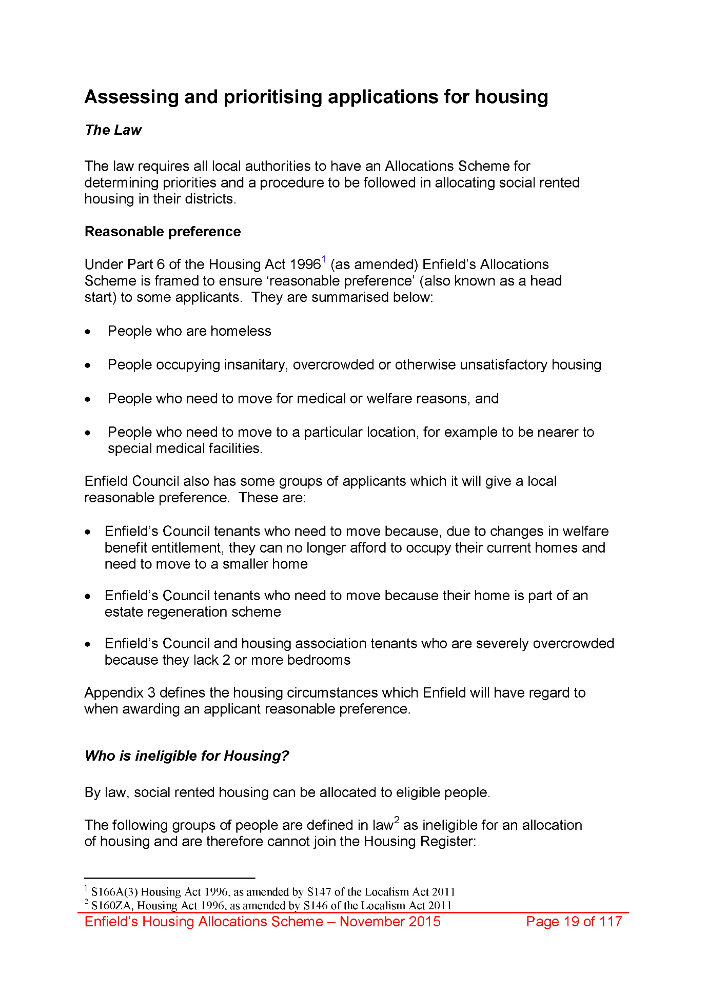 Assessing and prioritising applications for housing
The Law
The law requires all local authorities to have an Allocations Scheme for
determining priorities and a procedure to be followed in allocating social rented
housing in their districts.
Reasonable preference
Under Part 6 of the Housing Act 1996¹ (as amended) Enfield’s Allocations
Scheme is framed to ensure ‘reasonable preference’ (also known as a head
start) to some applicants.  They are summarised below:
• People who are homeless
• People occupying insanitary, overcrowded or otherwise unsatisfactory housing
• People who need to move for medical or welfare reasons, and
• People who need to move to a particular location, for example to be nearer to
special medical facilities.
Enfield Council also has some groups of applicants which it will give a local
reasonable preference.  These are:
• Enfield’s Council tenants who need to move because, due to changes in welfare
benefit entitlement, they can no longer afford to occupy their current homes and
need to move to a smaller home
• Enfield’s Council tenants who need to move because their home is part of an
estate regeneration scheme
• Enfield’s Council and housing association tenants who are severely overcrowded
because they lack 2 or more bedrooms
Appendix 3 defines the housing circumstances which Enfield will have regard to
when awarding an applicant reasonable preference.
Who is ineligible for Housing?
By law, social rented housing can be allocated to eligible people.
The following groups of people are defined in law² as ineligible for an allocation
of housing and are therefore cannot join the Housing Register:
¹ S166A(3) Housing Act 1996, as amended by S147 of the Localism Act 2011
² S160ZA, Housing Act 1996, as amended by S146 of the Localism Act 2011
Enfield’s Housing Allocations Scheme – November 2015 Page 19 of 117